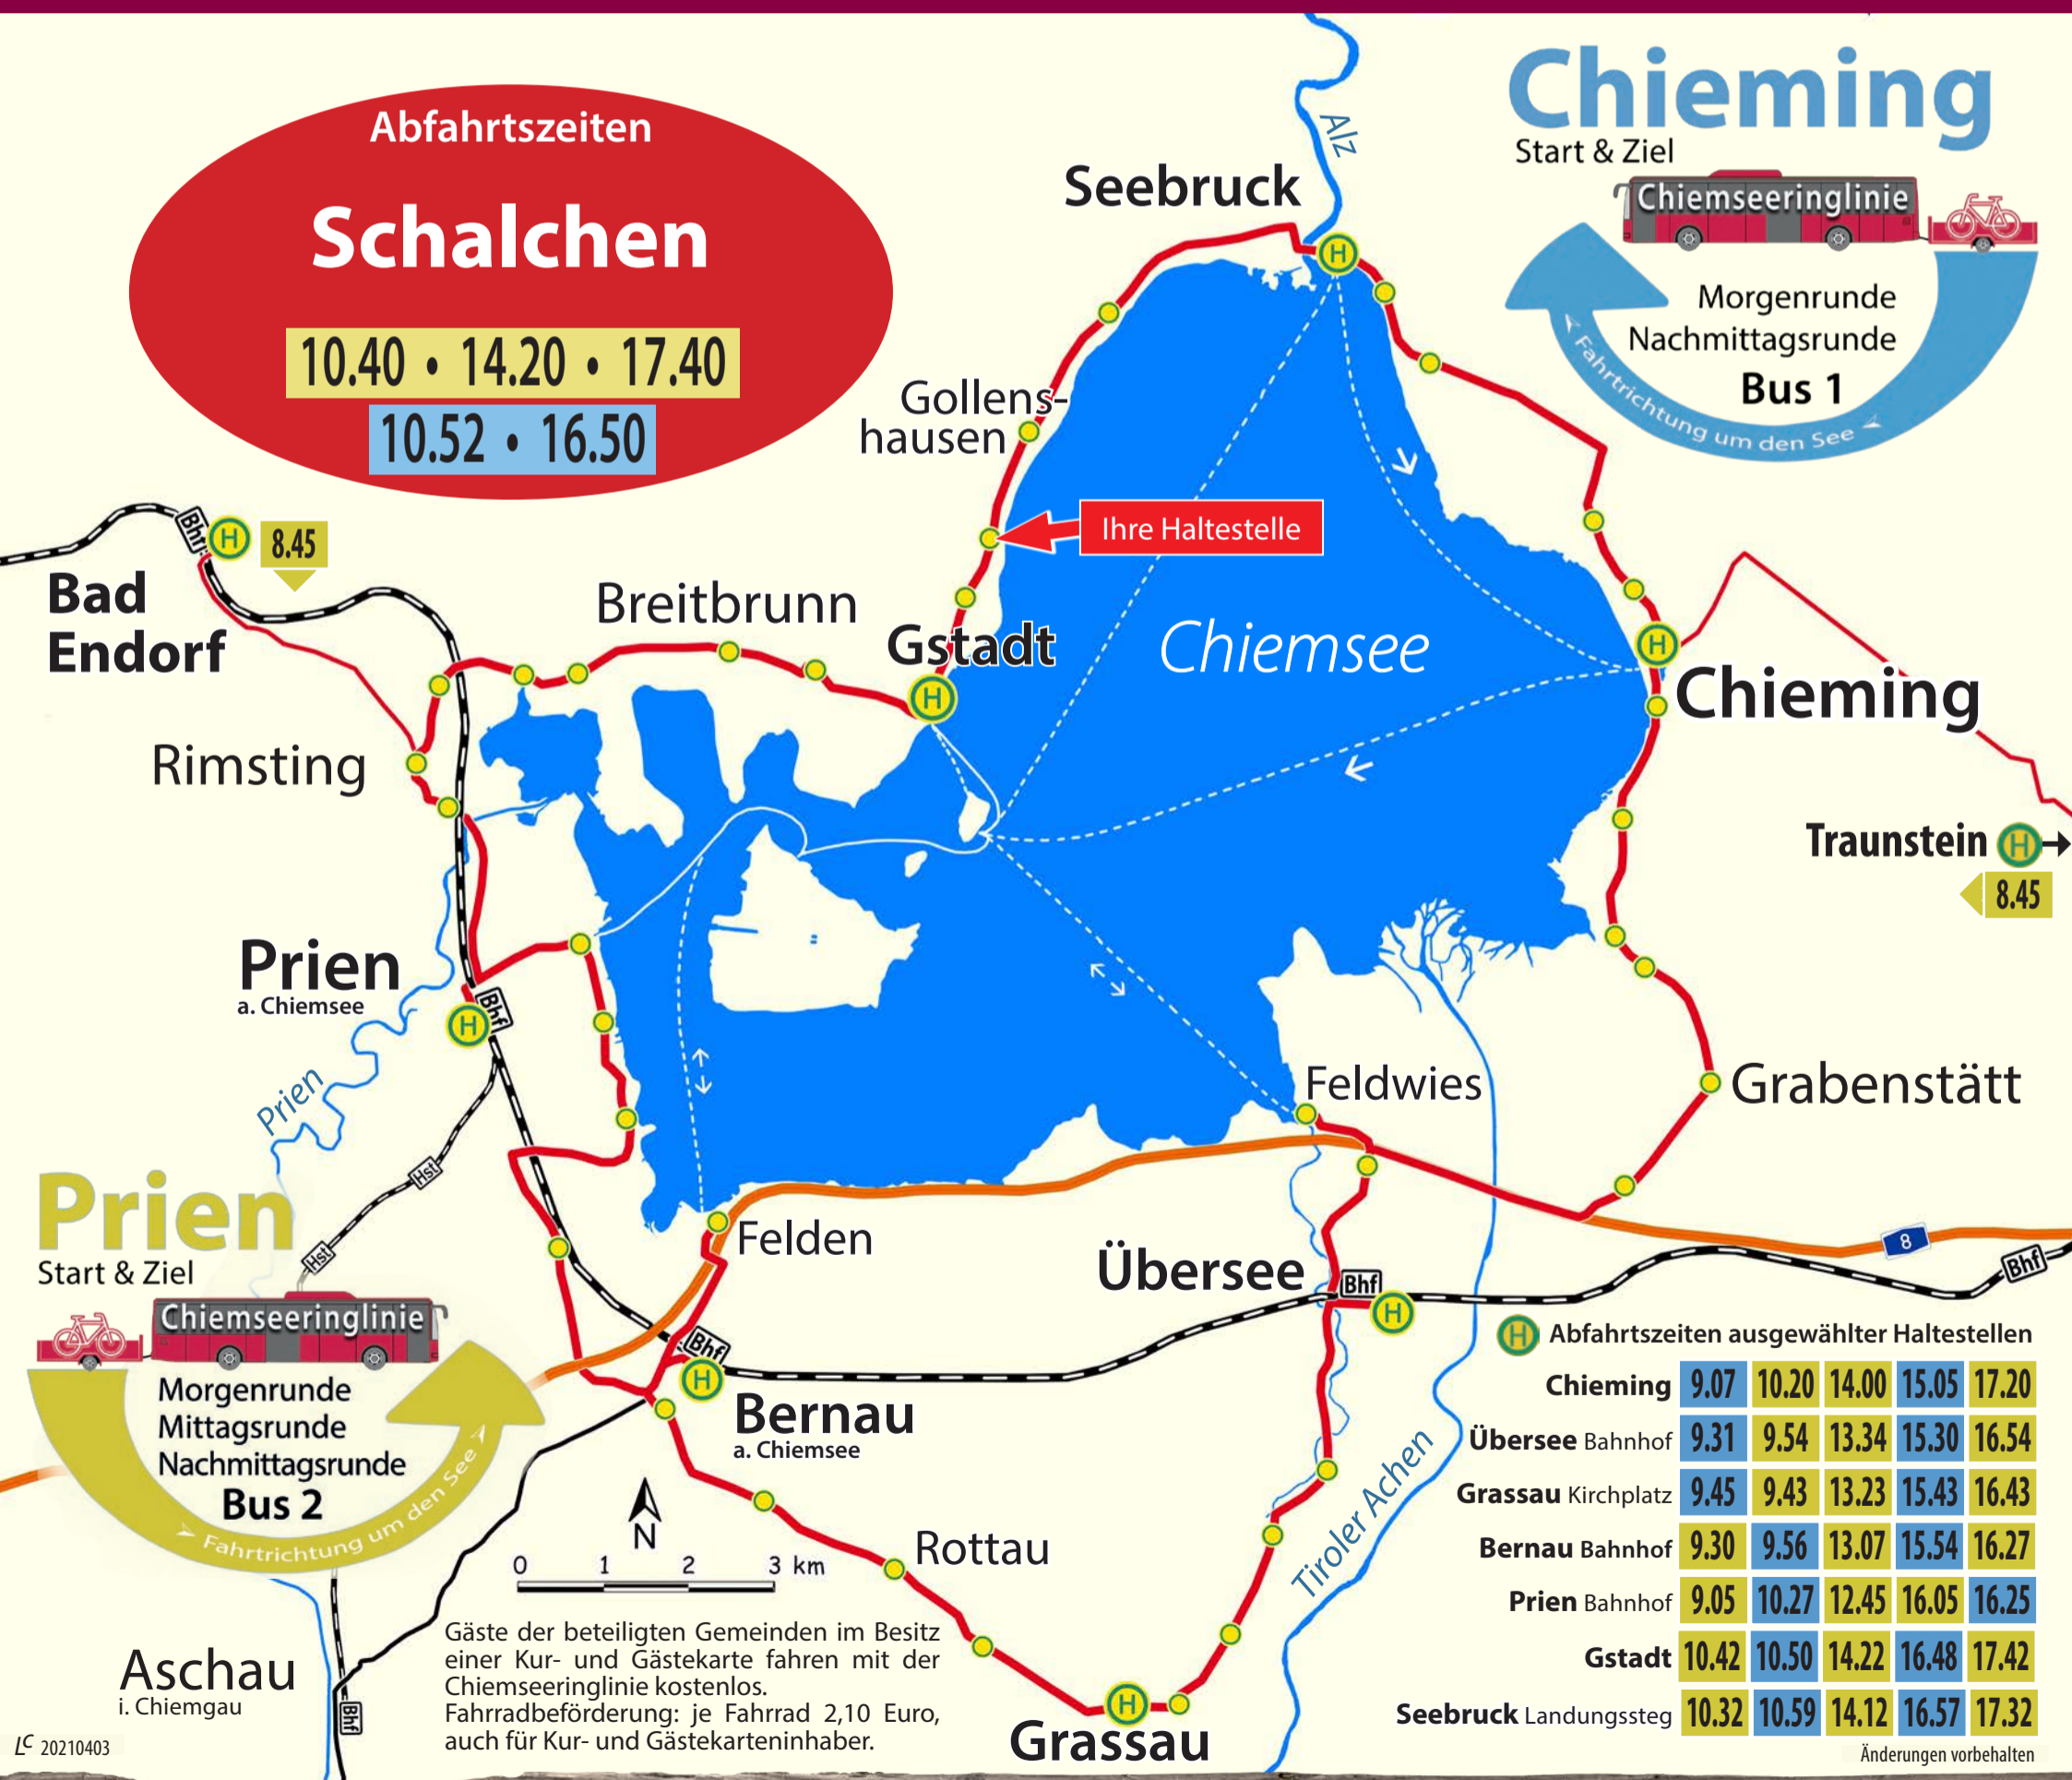 Abfahrtszeiten
Schalchen
10.40 • 14.20 • 17.40
10.52 • 16.50
Chieming
Start & Ziel
Chiemseeringlinie
Morgenrunde
Nachmittagsrunde
Bus 1
Fahrtrichtung um den See
Alz
Seebruck
H
Gollens-
hausen
Ihre Haltestelle
Bhf
H
8.45
Bad
Endorf
Breitbrunn
Gstadt
H
Chiemsee
H
Chieming
Rimsting
Traunstein H
8.45
Prien
a. Chiemsee
Bhf
H
Prien
Hst
Hst
Feldwies
Grabenstätt
Felden
Übersee
Bhf
H
8
Bhf
Prien
Start & Ziel
Chiemseeringlinie
Morgenrunde
Mittagsrunde
Nachmittagsrunde
Bus 2
Fahrtrichtung um den See
Bhf
H
Bernau
a. Chiemsee
N
0 1 2 3 km
Rottau
Tiroler Achen
H
Grassau
Aschau
i. Chiemgau
Bhf
Gäste der beteiligten Gemeinden im Besitz
einer Kur- und Gästekarte fahren mit der
Chiemseeringlinie kostenlos.
Fahrradbeförderung: je Fahrrad 2,10 Euro,
auch für Kur- und Gästekarteninhaber.
LC 20210403
H Abfahrtszeiten ausgewählter Haltestellen
Chieming 9.07 10.20 14.00 15.05 17.20
Übersee Bahnhof 9.31 9.54 13.34 15.30 16.54
Grassau Kirchplatz 9.45 9.43 13.23 15.43 16.43
Bernau Bahnhof 9.30 9.56 13.07 15.54 16.27
Prien Bahnhof 9.05 10.27 12.45 16.05 16.25
Gstadt 10.42 10.50 14.22 16.48 17.42
Seebruck Landungssteg 10.32 10.59 14.12 16.57 17.32
Änderungen vorbehalten